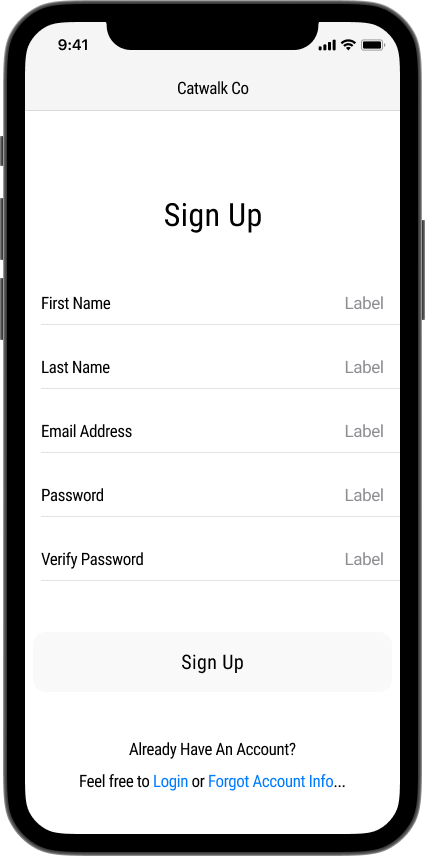 9:41
Catwalk Co
Sign Up
First Name Label
Last Name Label
Email Address Label
Password Label
Verify Password Label
Sign Up
Already Have An Account?
Feel free to Login or Forgot Account Info...